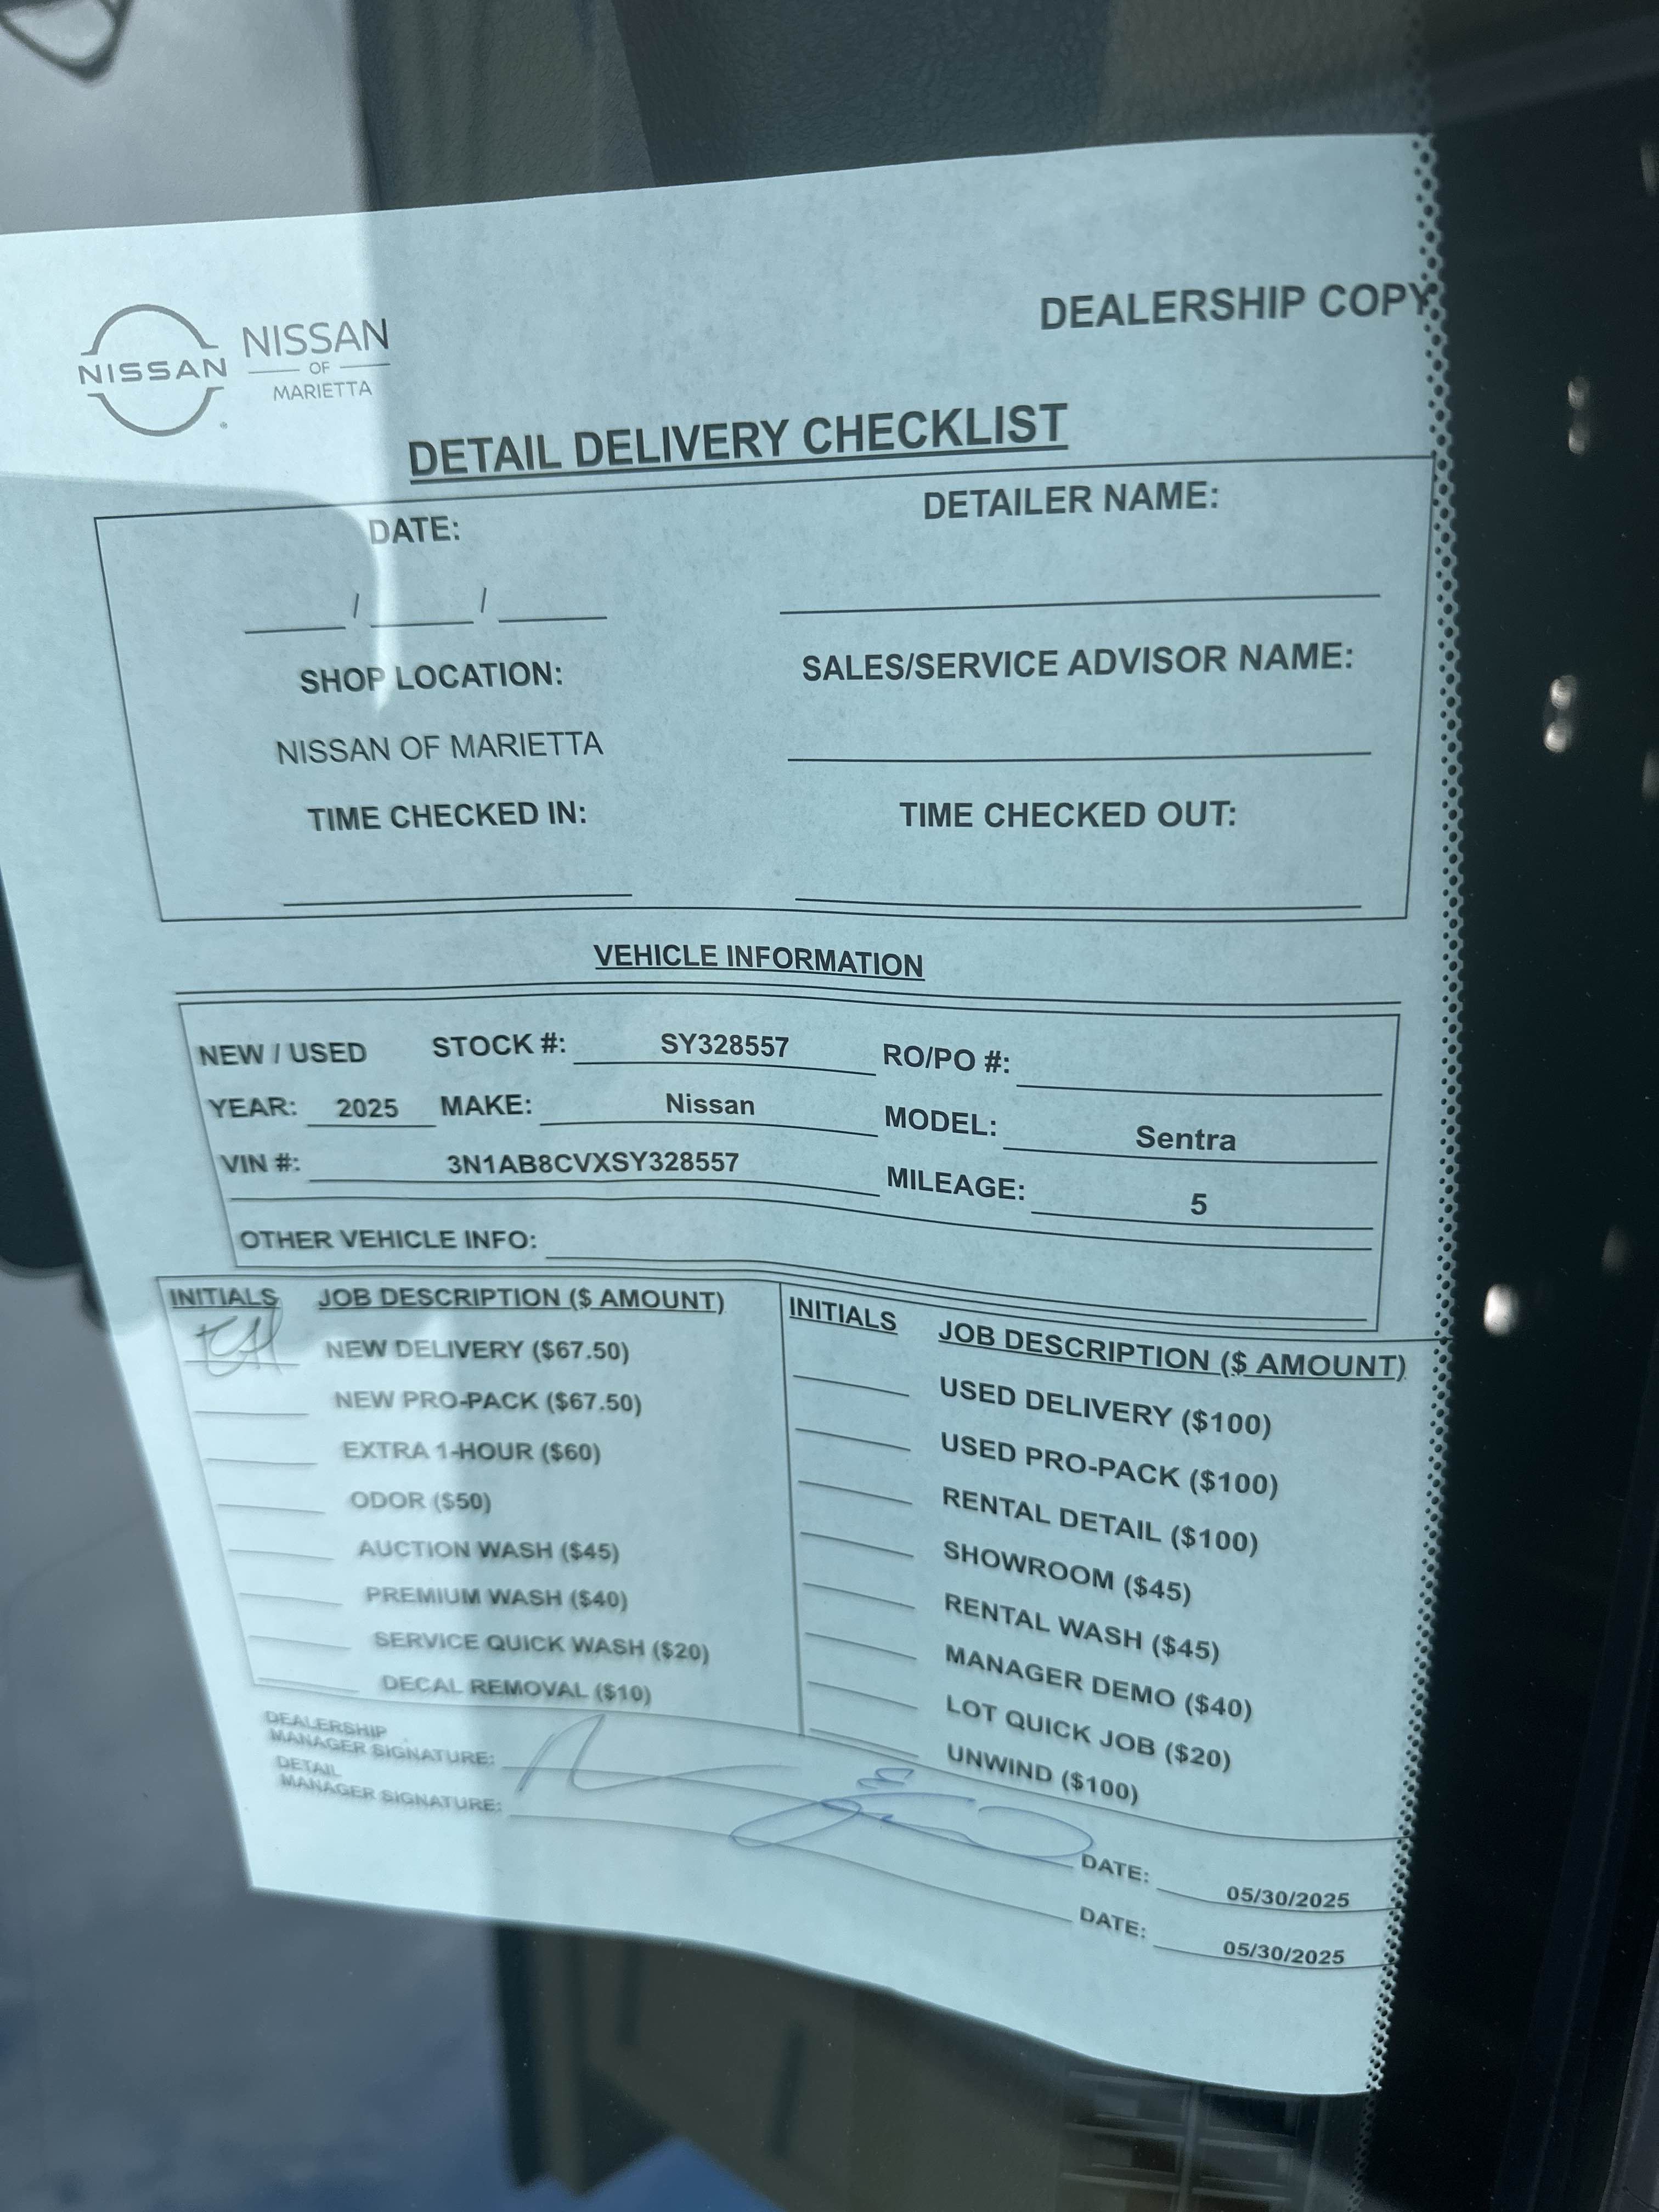 DEALERSHIP COPY
NISSAN
NISSAN
OF
MARIETTA
DETAIL DELIVERY CHECKLIST
DATE: DETAILER NAME:
/ /
SHOP LOCATION: SALES/SERVICE ADVISOR NAME:
NISSAN OF MARIETTA
TIME CHECKED IN: TIME CHECKED OUT:
VEHICLE INFORMATION
NEW / USED STOCK #: SY328557 RO/PO #:
YEAR: 2025 MAKE: Nissan MODEL: Sentra
VIN #: 3N1AB8CVXSY328557 MILEAGE: 5
OTHER VEHICLE INFO:
INITIALS JOB DESCRIPTION ($ AMOUNT)
NEW DELIVERY ($67.50)
NEW PRO-PACK ($67.50)
EXTRA 1-HOUR ($60)
ODOR ($50)
AUCTION WASH ($45)
PREMIUM WASH ($40)
SERVICE QUICK WASH ($20)
DECAL REMOVAL ($10)
INITIALS JOB DESCRIPTION ($ AMOUNT)
USED DELIVERY ($100)
USED PRO-PACK ($100)
RENTAL DETAIL ($100)
SHOWROOM ($45)
RENTAL WASH ($45)
MANAGER DEMO ($40)
LOT QUICK JOB ($20)
UNWIND ($100)
DEALERSHIP
MANAGER SIGNATURE: DATE: 05/30/2025
DETAIL
MANAGER SIGNATURE: DATE: 05/30/2025